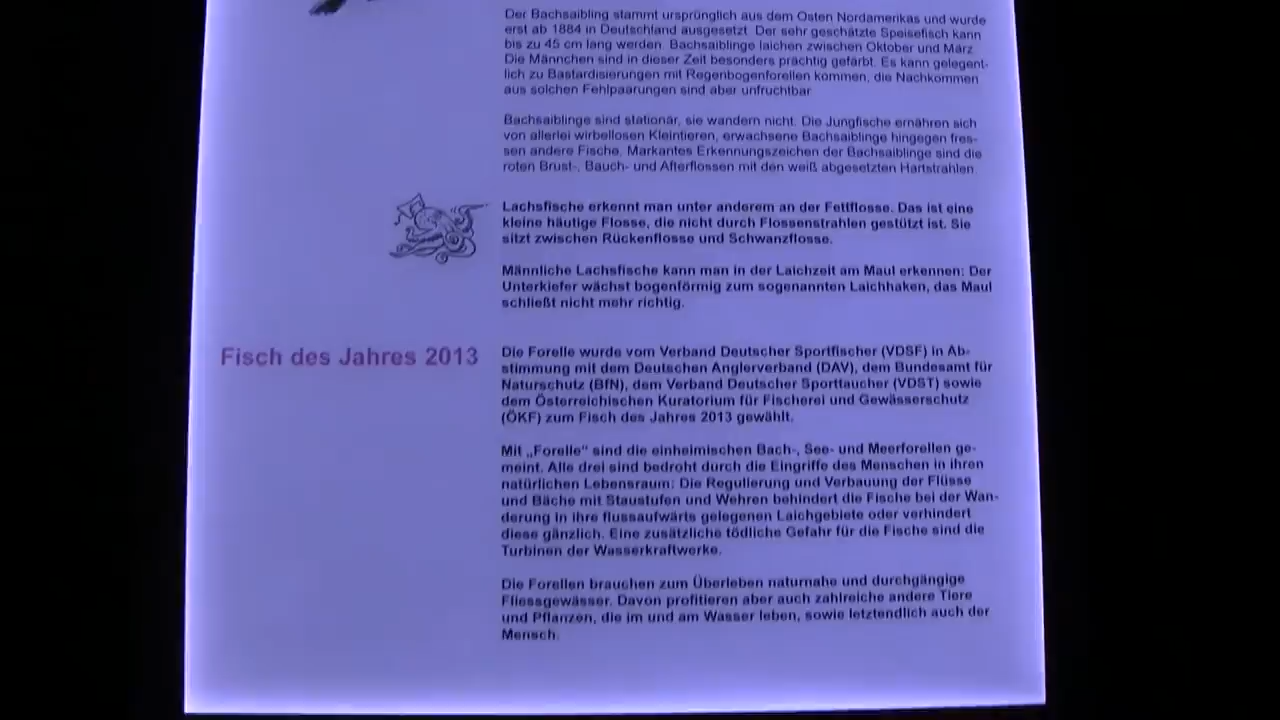 Der Bachsaibling stammt ursprünglich aus dem Osten Nordamerikas und wurde
erst ab 1884 in Deutschland ausgesetzt. Der sehr geschätzte Speisefisch kann
bis zu 45 cm lang werden. Bachsaiblinge laichen zwischen Oktober und März.
Die Männchen sind in dieser Zeit besonders prächtig gefärbt. Es kann gelegent-
lich zu Bastardisierungen mit Regenbogenforellen kommen, die Nachkommen
aus solchen Fehlpaarungen sind aber unfruchtbar.
Bachsaiblinge sind stationär, sie wandern nicht. Die Jungfische ernähren sich
von allerlei wirbellosen Kleintieren, erwachsene Bachsaiblinge hingegen fres-
sen andere Fische. Markantes Erkennungszeichen der Bachsaiblinge sind die
roten Brust-, Bauch- und Afterflossen mit den weiß abgesetzten Hartstrahlen.
Lachsfische erkennt man unter anderem an der Fettflosse. Das ist eine
kleine häutige Flosse, die nicht durch Flossenstrahlen gestützt ist. Sie
sitzt zwischen Rückenflosse und Schwanzflosse.
Männliche Lachsfische kann man in der Laichzeit am Maul erkennen: Der
Unterkiefer wächst bogenförmig zum sogenannten Laichhaken, das Maul
schließt nicht mehr richtig.
Fisch des Jahres 2013
Die Forelle wurde vom Verband Deutscher Sportfischer (VDSF) in Ab-
stimmung mit dem Deutschen Anglerverband (DAV), dem Bundesamt für
Naturschutz (BfN), dem Verband Deutscher Sporttaucher (VDST) sowie
dem Österreichischen Kuratorium für Fischerei und Gewässerschutz
(ÖKF) zum Fisch des Jahres 2013 gewählt.
Mit „Forelle“ sind die einheimischen Bach-, See- und Meerforellen ge-
meint. Alle drei sind bedroht durch die Eingriffe des Menschen in ihren
natürlichen Lebensraum: Die Regulierung und Verbauung der Flüsse
und Bäche mit Staustufen und Wehren behindert die Fische bei der Wan-
derung in ihre flussaufwärts gelegenen Laichgebiete oder verhindert
diese gänzlich. Eine zusätzliche tödliche Gefahr für die Fische sind die
Turbinen der Wasserkraftwerke.
Die Forellen brauchen zum Überleben naturnahe und durchgängige
Fliessgewässer. Davon profitieren aber auch zahlreiche andere Tiere
und Pflanzen, die im und am Wasser leben, sowie letztendlich auch der
Mensch.